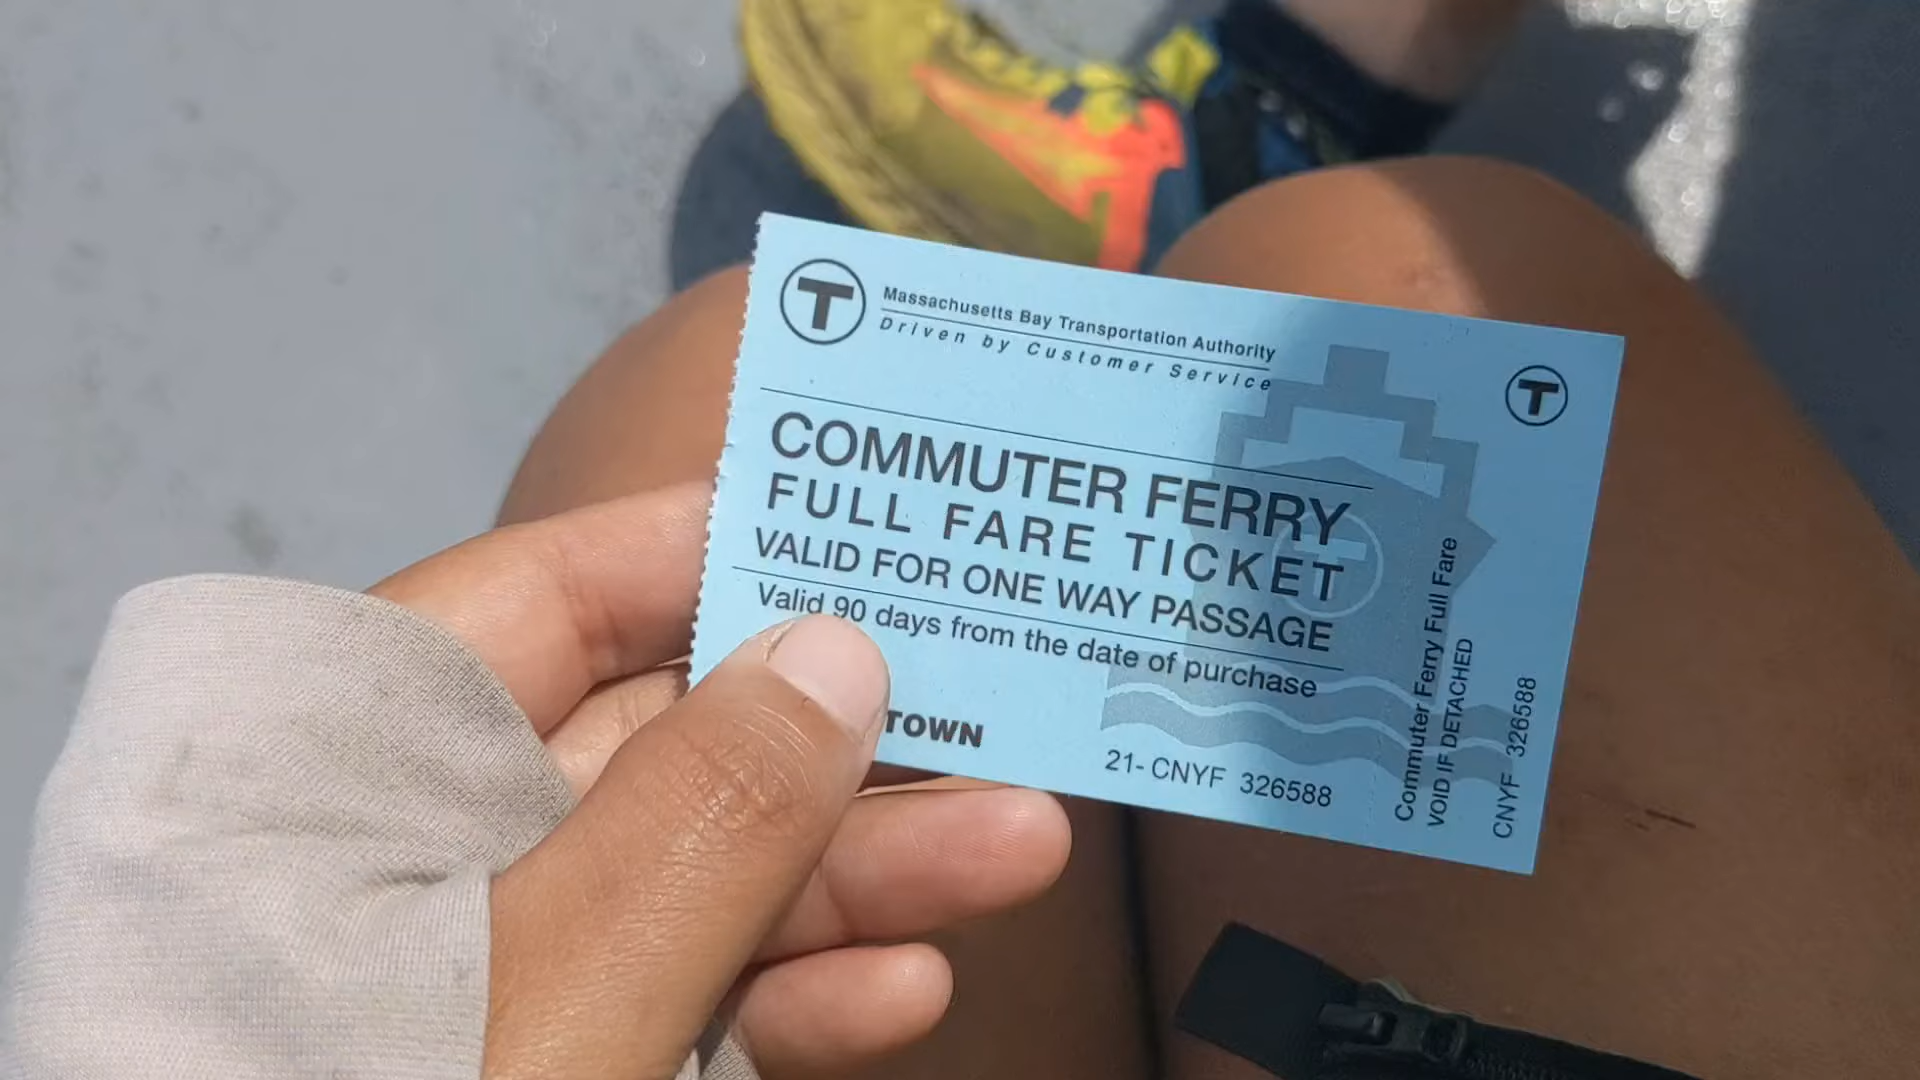 T
Massachusetts Bay Transportation Authority
Driven by Customer Service
T
COMMUTER FERRY
FULL FARE TICKET
VALID FOR ONE WAY PASSAGE
Valid 90 days from the date of purchase
TOWN
21- CNYF 326588
Commuter Ferry Full Fare
VOID IF DETACHED
CNYF 326588